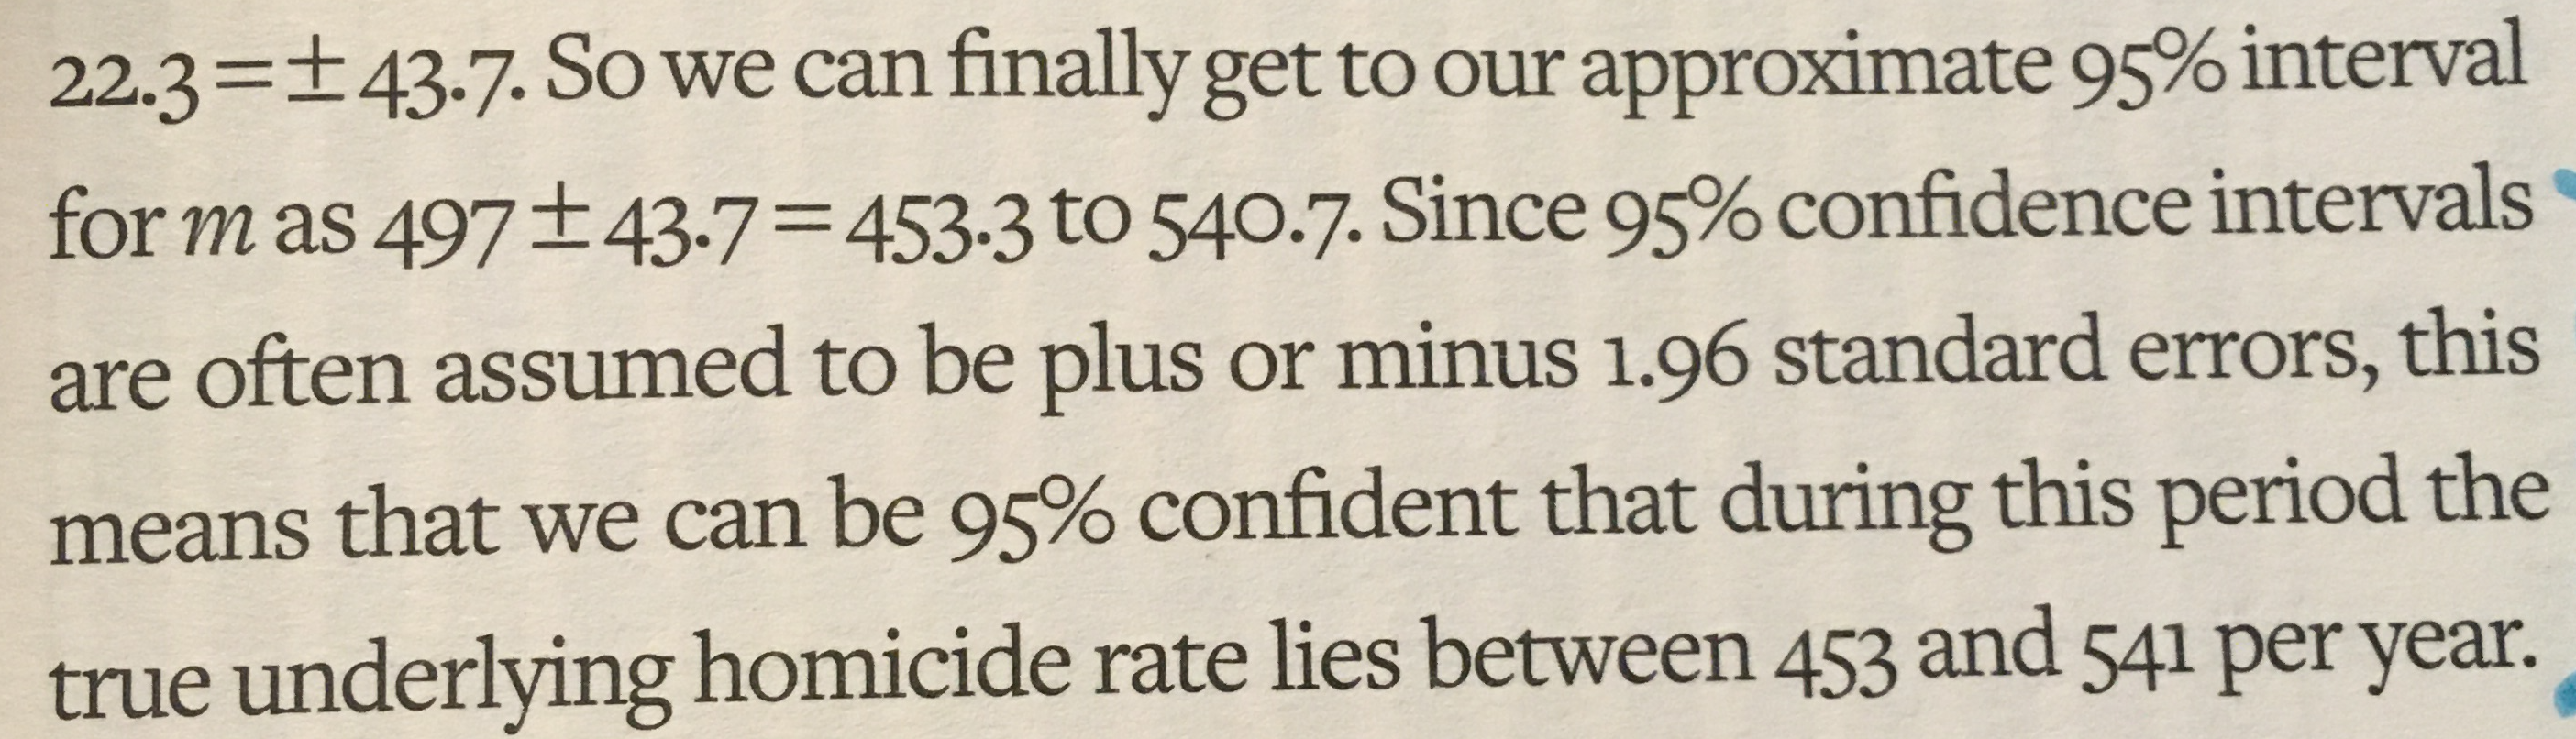 22.3=±43.7. So we can finally get to our approximate 95% interval
for m as 497±43.7=453.3 to 540.7. Since 95% confidence intervals
are often assumed to be plus or minus 1.96 standard errors, this
means that we can be 95% confident that during this period the
true underlying homicide rate lies between 453 and 541 per year.